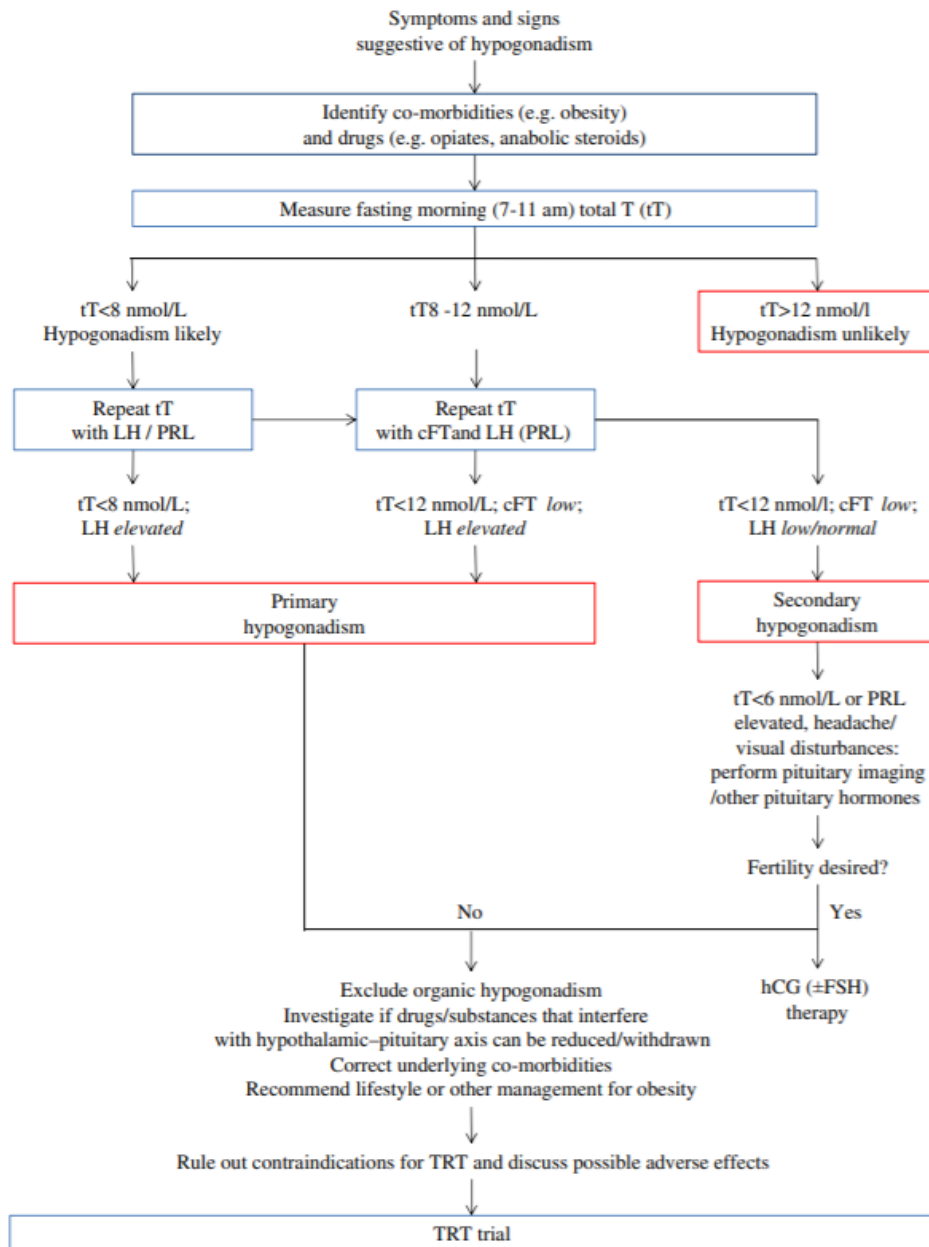 Symptoms and signs
suggestive of hypogonadism
Identify co-morbidities (e.g. obesity)
and drugs (e.g. opiates, anabolic steroids)
Measure fasting morning (7-11 am) total T (tT)
tT<8 nmol/L
Hypogonadism likely
tT8 -12 nmol/L
tT>12 nmol/l
Hypogonadism unlikely
Repeat tT
with LH / PRL
Repeat tT
with cFTand LH (PRL)
tT<8 nmol/L;
LH elevated
tT<12 nmol/L; cFT low;
LH elevated
tT<12 nmol/l; cFT low;
LH low/normal
Primary
hypogonadism
Secondary
hypogonadism
tT<6 nmol/L or PRL
elevated, headache/
visual disturbances:
perform pituitary imaging
/other pituitary hormones
Fertility desired?
No
Yes
Exclude organic hypogonadism
Investigate if drugs/substances that interfere
with hypothalamic–pituitary axis can be reduced/withdrawn
Correct underlying co-morbidities
Recommend lifestyle or other management for obesity
hCG (±FSH)
therapy
Rule out contraindications for TRT and discuss possible adverse effects
TRT trial